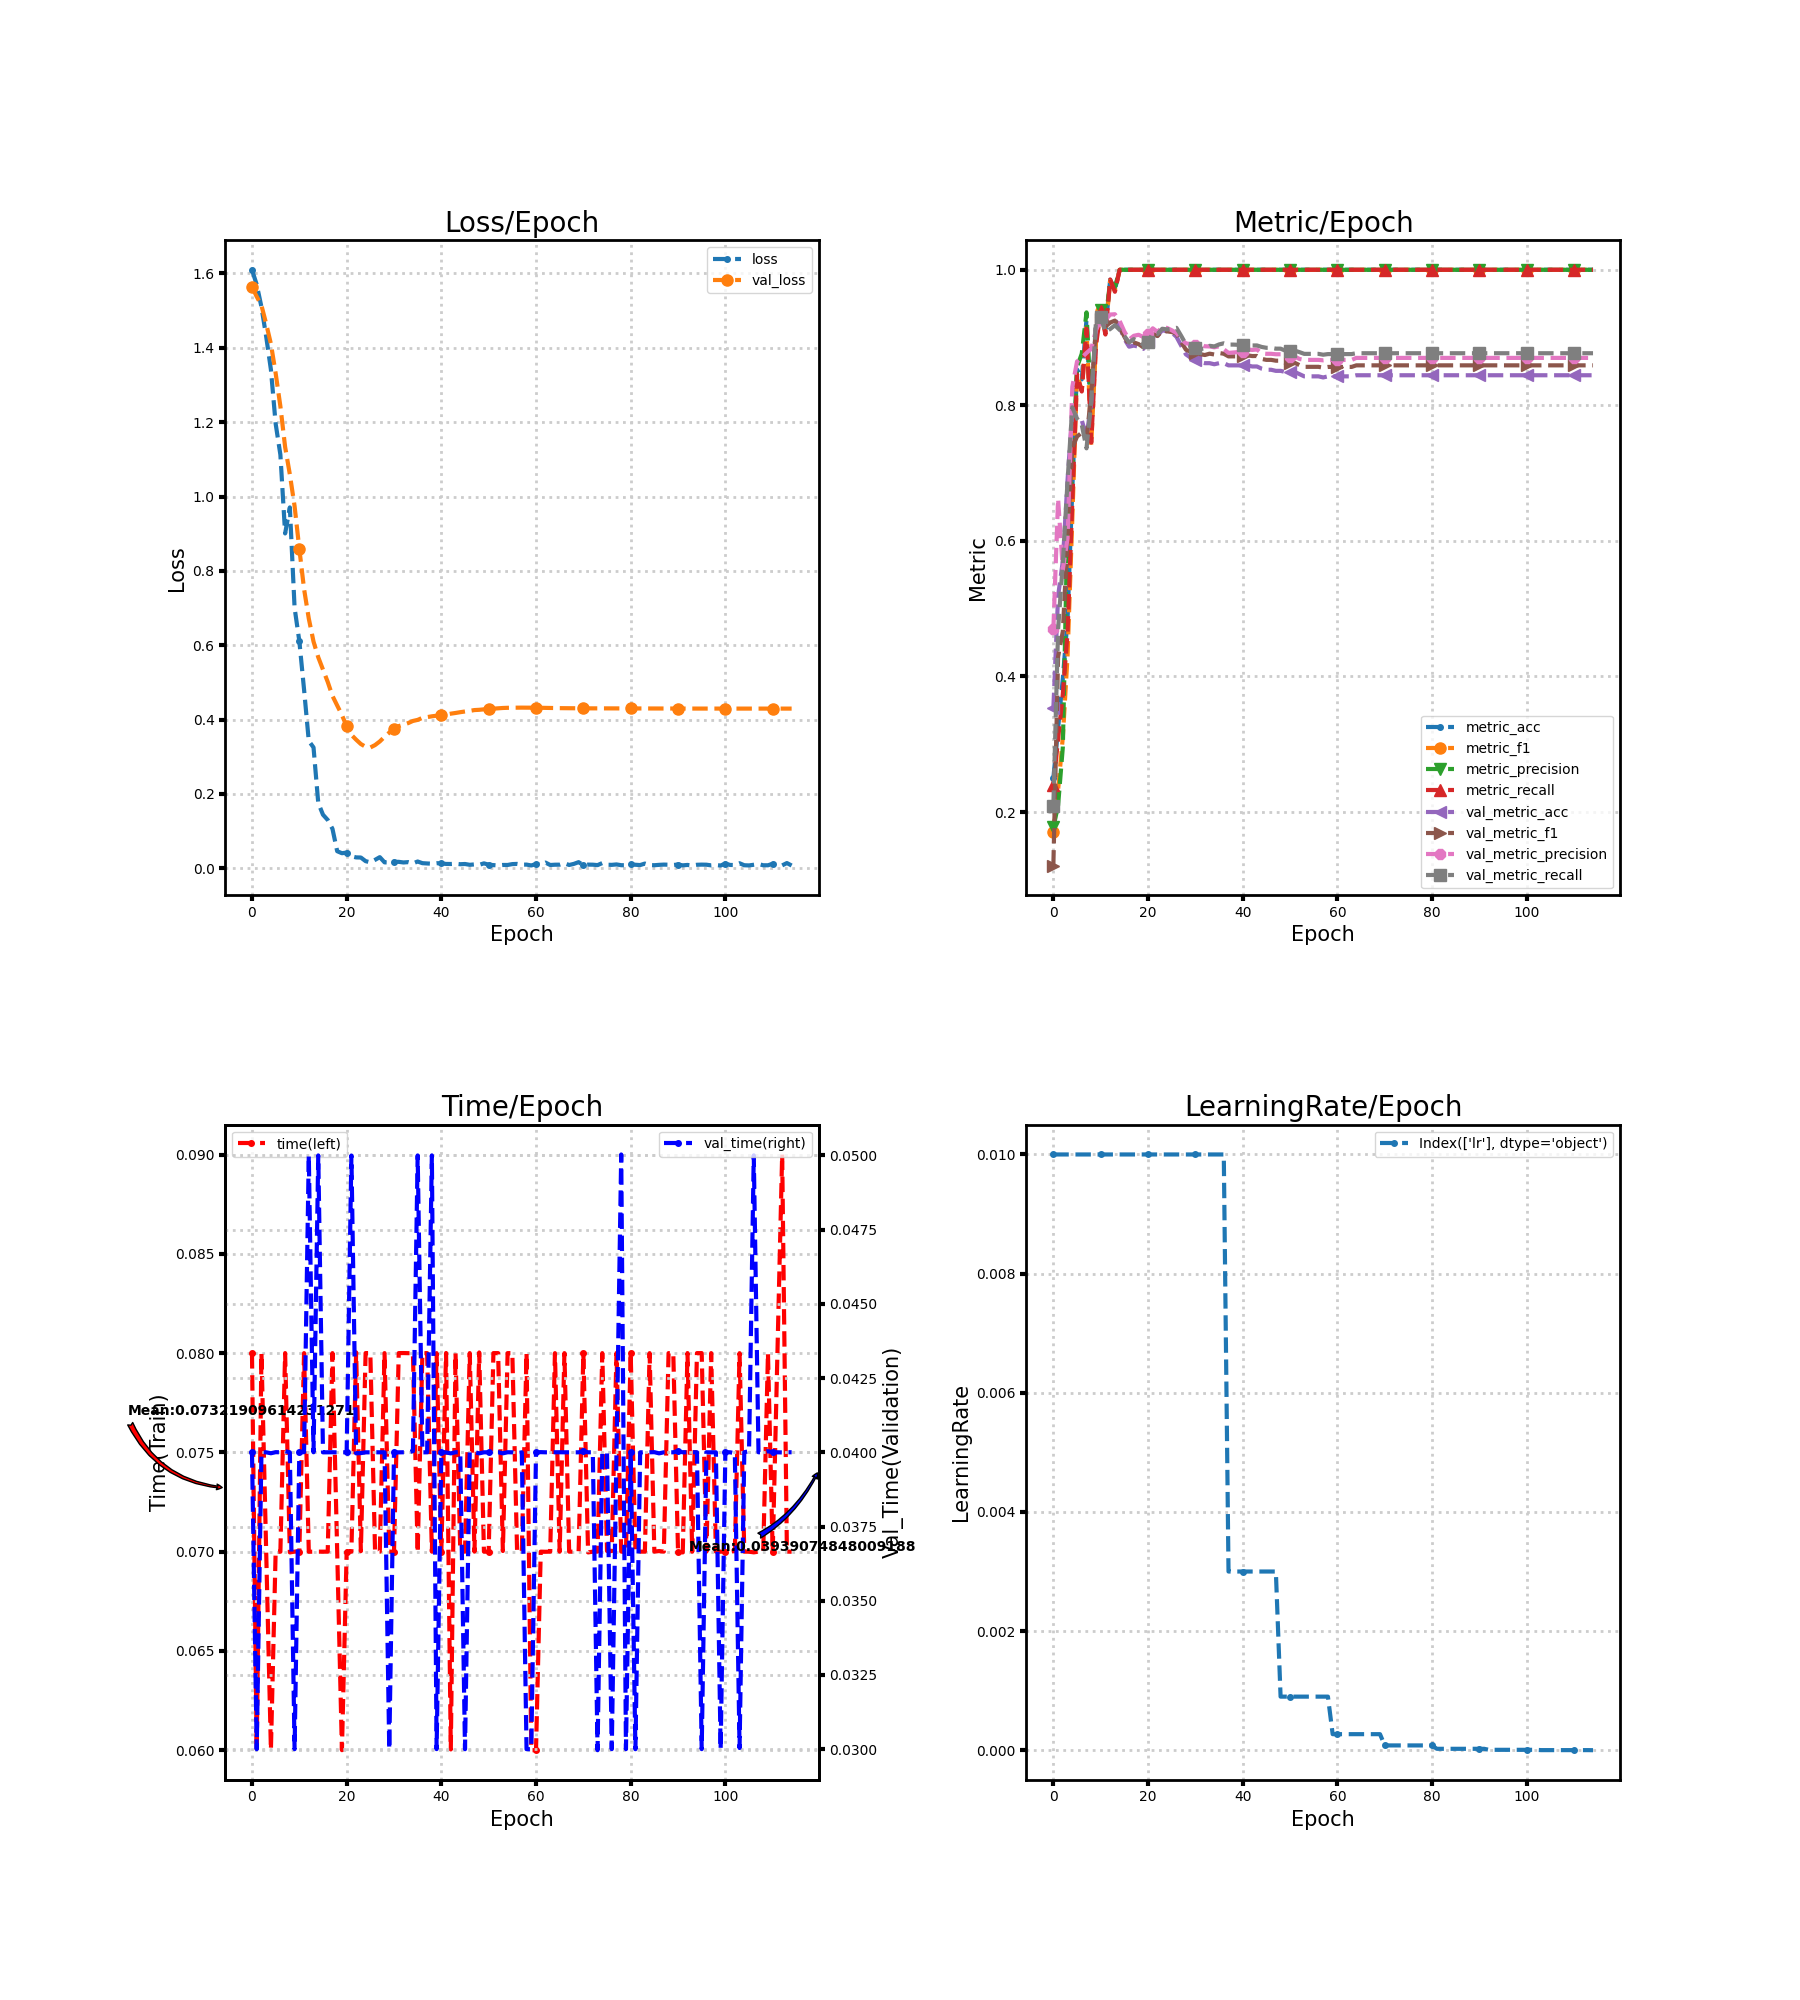 Loss/Epoch
loss
val_loss
1.6
1.4
1.2
1.0
0.8
0.6
0.4
0.2
0.0
Loss
0
20
40
60
80
100
Epoch
Metric/Epoch
1.0
0.8
0.6
0.4
0.2
Metric
metric_acc
metric_f1
metric_precision
metric_recall
val_metric_acc
val_metric_f1
val_metric_precision
val_metric_recall
0
20
40
60
80
100
Epoch
Time/Epoch
time(left)
val_time(right)
0.090
0.085
0.080
0.075
0.070
0.065
0.060
Time(Train)
Mean:0.07321909614231271
0.0500
0.0475
0.0450
0.0425
0.0400
0.0375
0.0350
0.0325
0.0300
Val_Time(Validation)
0
20
40
60
80
100
Epoch
LearningRate/Epoch
Index(['lr'], dtype='object')
0.010
0.008
0.006
0.004
0.002
0.000
LearningRate
0
20
40
60
80
100
Epoch